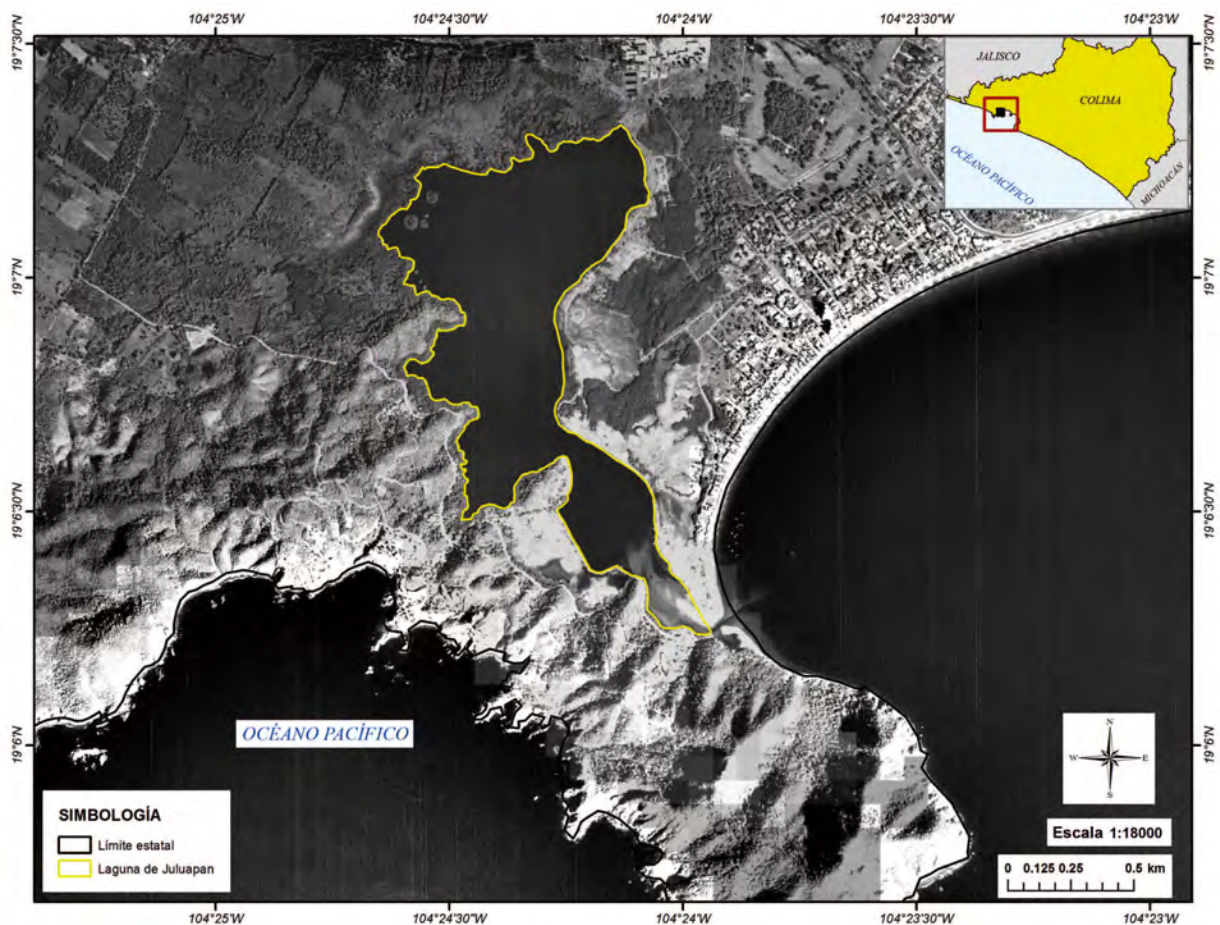 104°25'W 104°24'30"W 104°24'W 104°23'30"W 104°23'W
19°7'30"N
19°7'30"N
JALISCO
COLIMA
OCÉANO PACÍFICO
MICHOACÁN
19°7'N
19°7'N
19°6'30"N
19°6'30"N
19°6'N
19°6'N
OCÉANO PACÍFICO
N
W E
S
SIMBOLOGÍA
Límite estatal
Laguna de Juluapan
Escala 1:18000
0 0.125 0.25 0.5 km
104°25'W 104°24'30"W 104°24'W 104°23'30"W 104°23'W